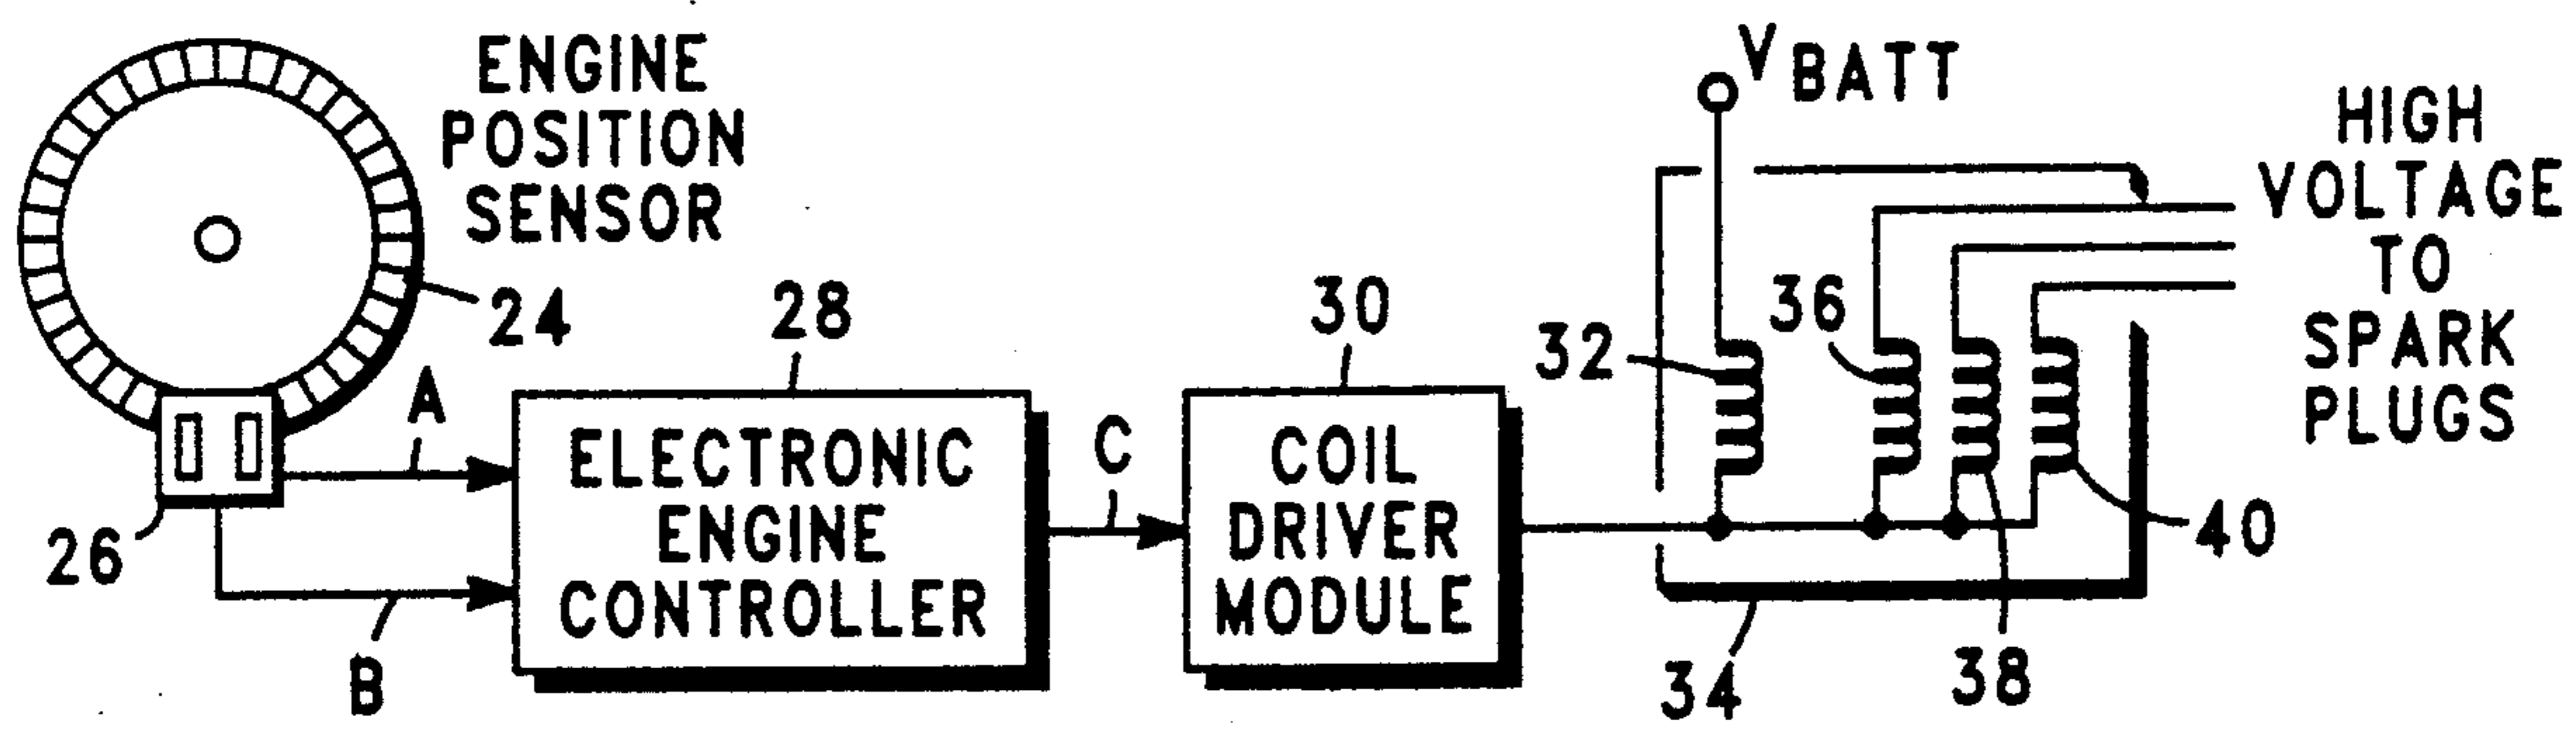 ENGINE
POSITION
SENSOR
24
26
A
B
28
ELECTRONIC
ENGINE
CONTROLLER
C
30
COIL
DRIVER
MODULE
VBATT
32
36
34
38
40
HIGH
VOLTAGE
TO
SPARK
PLUGS